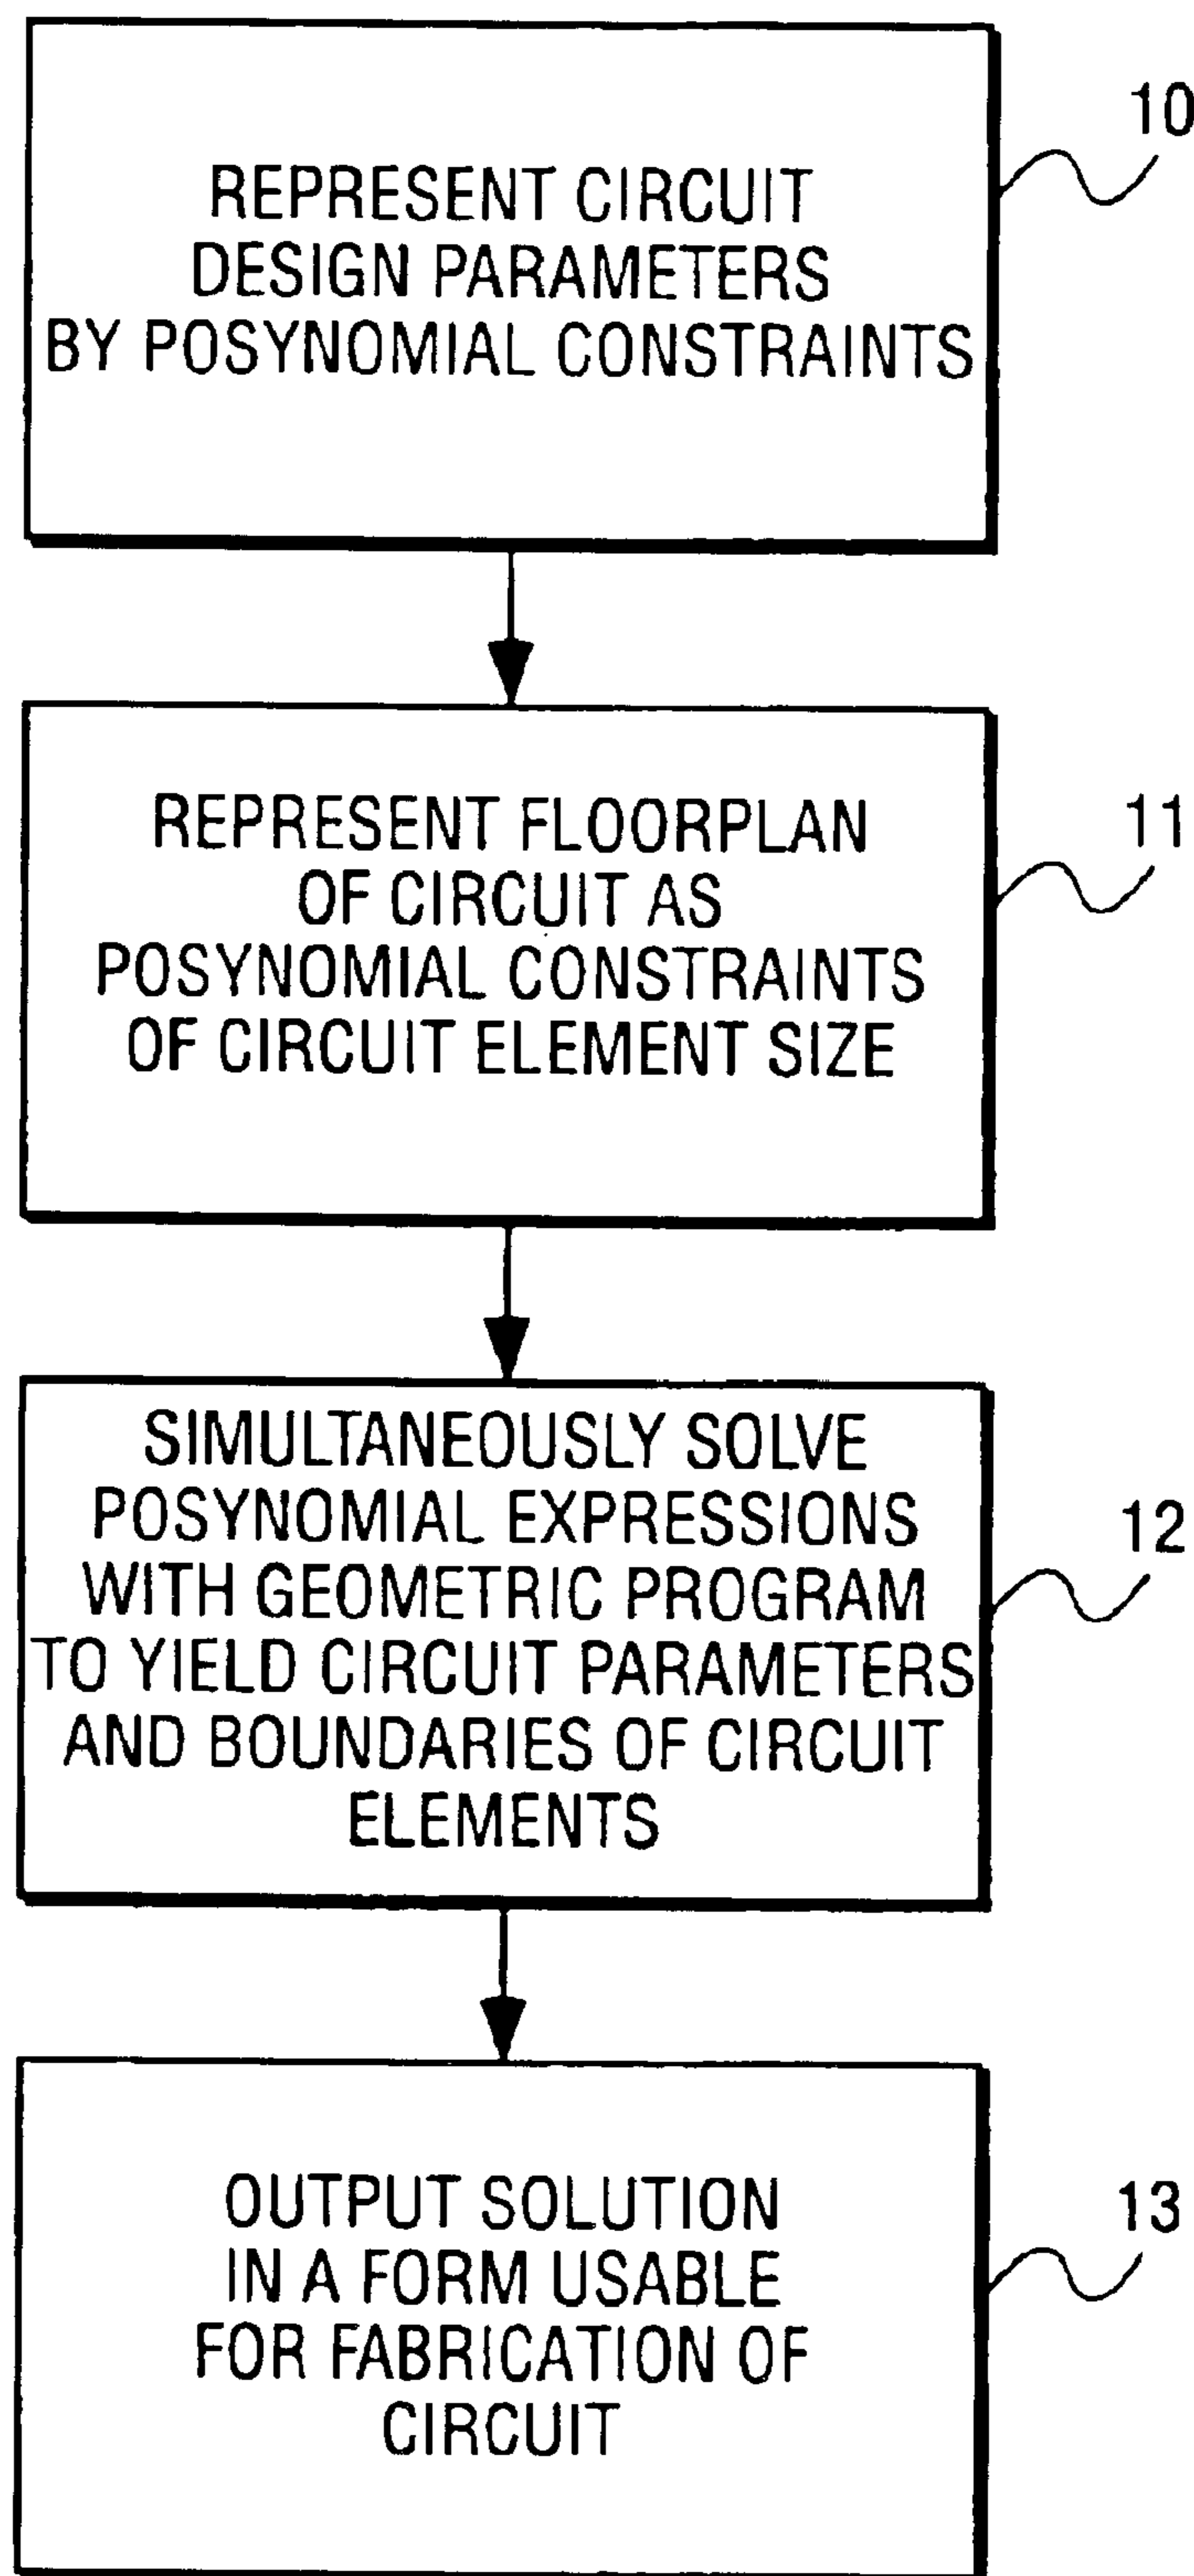 10
REPRESENT CIRCUIT
DESIGN PARAMETERS
BY POSYNOMIAL CONSTRAINTS
11
REPRESENT FLOORPLAN
OF CIRCUIT AS
POSYNOMIAL CONSTRAINTS
OF CIRCUIT ELEMENT SIZE
12
SIMULTANEOUSLY SOLVE
POSYNOMIAL EXPRESSIONS
WITH GEOMETRIC PROGRAM
TO YIELD CIRCUIT PARAMETERS
AND BOUNDARIES OF CIRCUIT
ELEMENTS
13
OUTPUT SOLUTION
IN A FORM USABLE
FOR FABRICATION OF
CIRCUIT